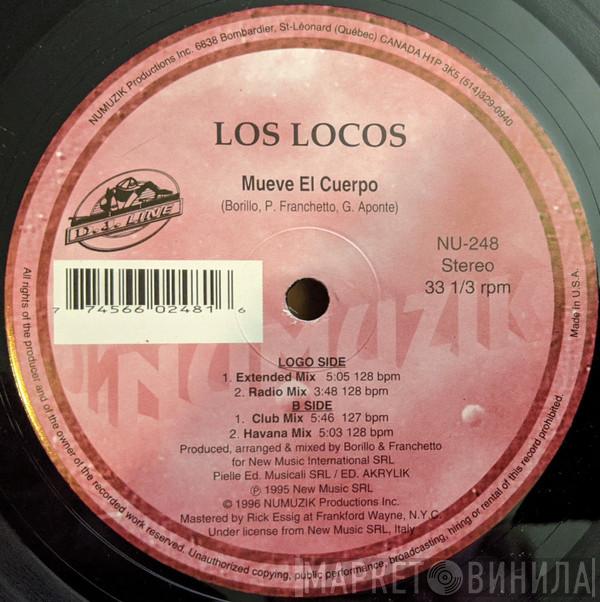 NUMUZIK Productions Inc. 6838 Bombardier, St-Léonard (Québec) CANADA H1P 3K5 (514)329-0940
LOS LOCOS
Mueve El Cuerpo
(Borillo, P. Franchetto, G. Aponte)
D.J. LINE
NU-248
Stereo
33 1/3 rpm
7 74566 02481 6
Made in U.S.A.
NUMUZIK
LOGO SIDE
1. Extended Mix 5:05 128 bpm
2. Radio Mix 3:48 128 bpm
B SIDE
1. Club Mix 5:46 127 bpm
2. Havana Mix 5:03 128 bpm
Produced, arranged & mixed by Borillo & Franchetto
for New Music International SRL
Pielle Ed. Musicali SRL / ED. AKRYLIK
℗ 1995 New Music SRL
© 1996 NUMUZIK Productions Inc.
Mastered by Rick Essig at Frankford Wayne, N.Y.C.
Under license from New Music SRL, Italy
All rights of the producer and of the owner of the recorded work reserved. Unauthorized copying, public performance, broadcasting, hiring or rental of this record prohibited.
МАРКЕТ ВИНИЛА